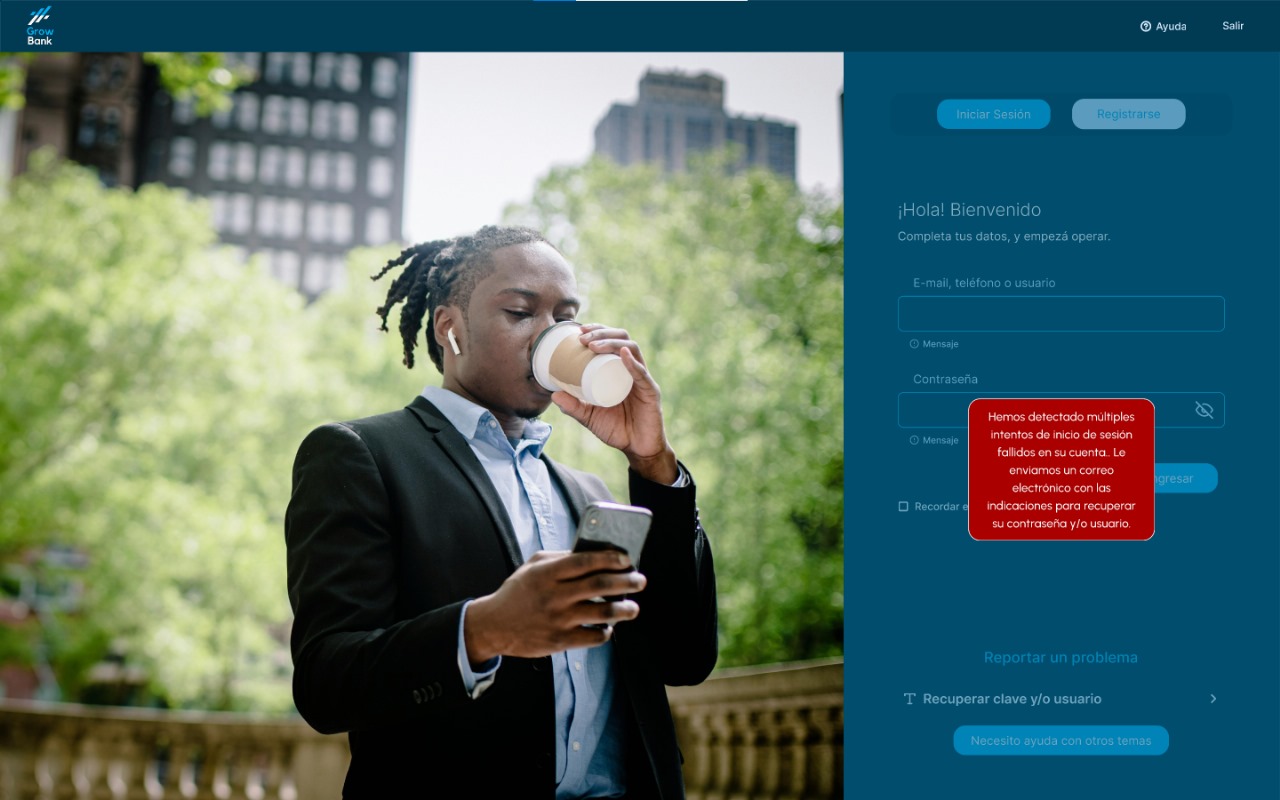 Grow
Bank
Ayuda
Salir
Iniciar Sesión
Registrarse
¡Hola! Bienvenido
Completa tus datos, y empezá operar.
E-mail, teléfono o usuario
Mensaje
Contraseña
Mensaje
Hemos detectado múltiples
intentos de inicio de sesión
fallidos en su cuenta.. Le
enviamos un correo
electrónico con las
indicaciones para recuperar
su contraseña y/o usuario.
ngresar
Recordar e
Reportar un problema
Recuperar clave y/o usuario
Necesito ayuda con otros temas